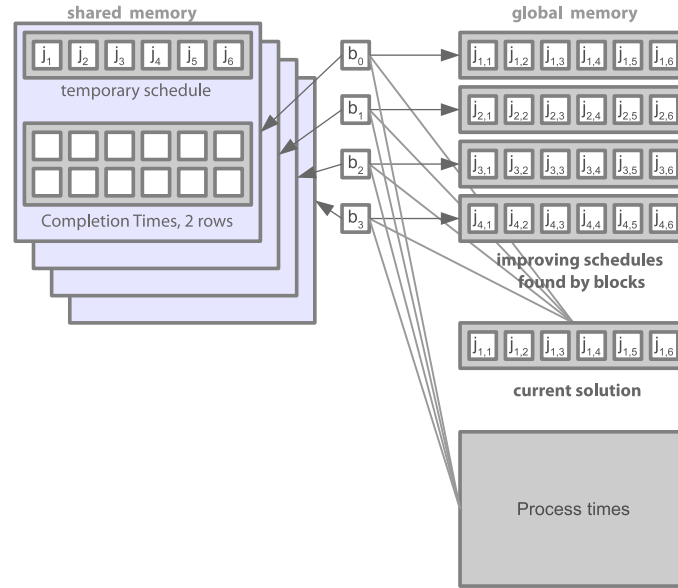 shared memory
global memory
j1 j2 j3 j4 j5 j6
temporary schedule
Completion Times, 2 rows
b0
b1
b2
b3
j1,1 j1,2 j1,3 j1,4 j1,5 j1,6
j2,1 j2,2 j2,3 j2,4 j2,5 j2,6
j3,1 j3,2 j3,3 j3,4 j3,5 j3,6
j4,1 j4,2 j4,3 j4,4 j4,5 j4,6
improving schedules
found by blocks
j1,1 j1,2 j1,3 j1,4 j1,5 j1,6
current solution
Process times